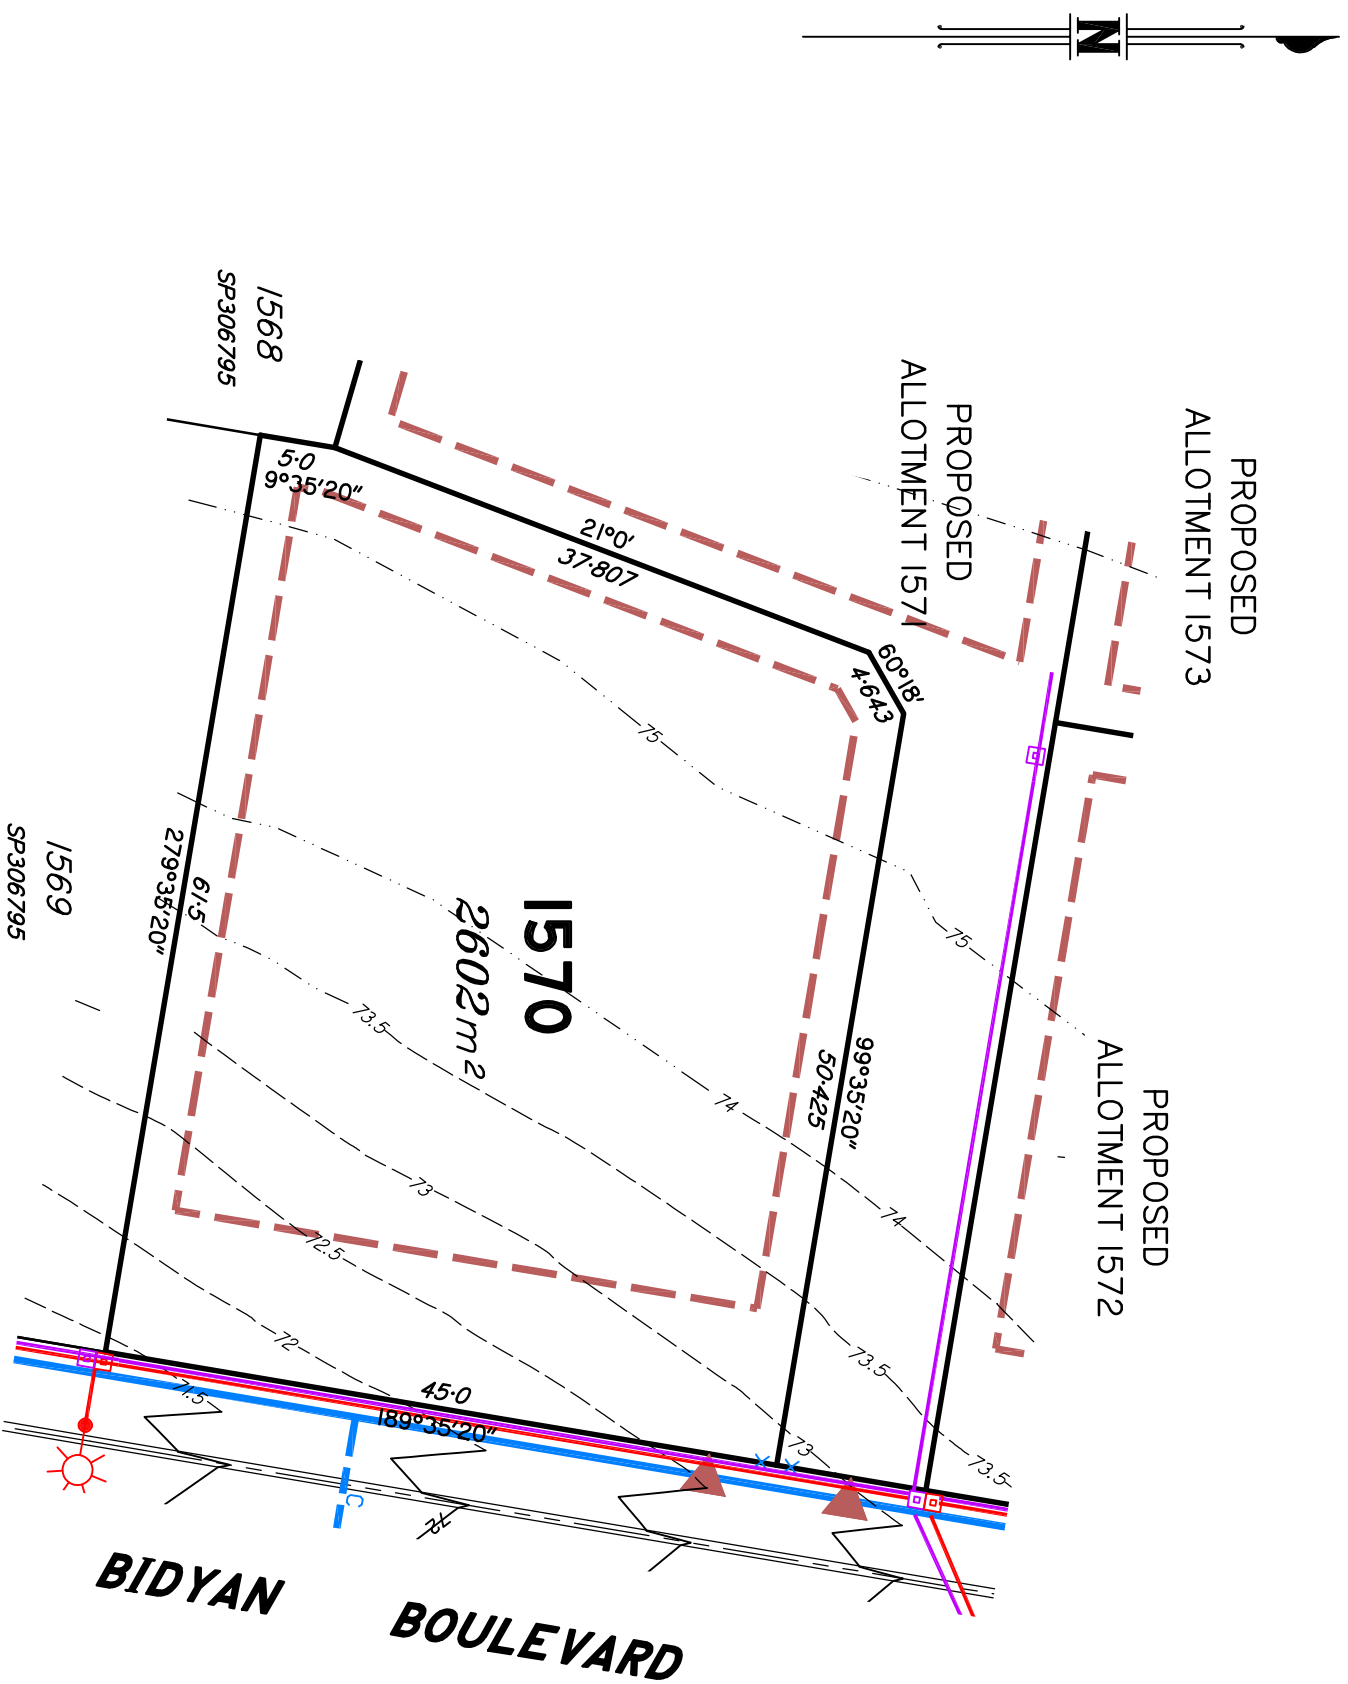 N
1568
SP306795
PROPOSED
ALLOTMENT 1571
PROPOSED
ALLOTMENT 1573
5·0
9°35'20"
21°0'
37·807
60°18'
4·643
75
75
279°35'20"
61·5
1569
SP306795
1570
2602m²
73.5
99°35'20"
50·425
PROPOSED
ALLOTMENT 1572
74
74
73
72.5
72
73.5
71.5
45·0
189°35'20"
73
73.5
C
72
BIDYAN BOULEVARD